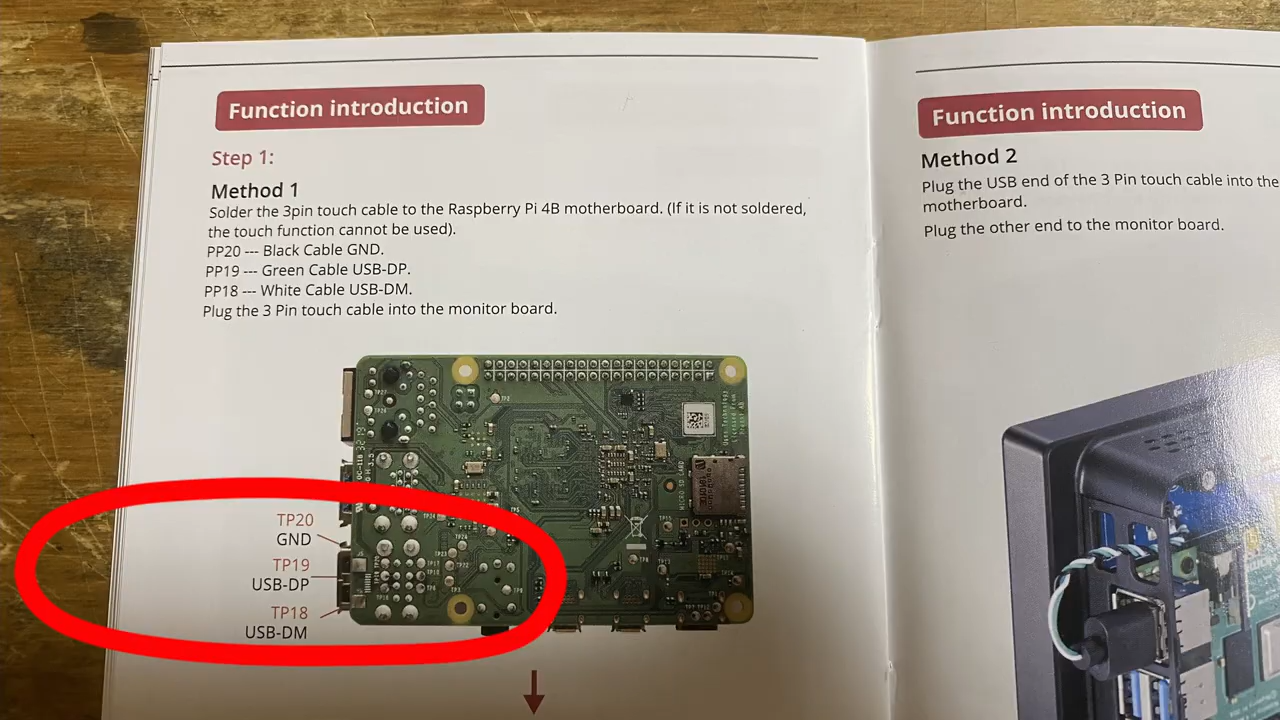 Function introduction
Step 1:
Method 1
Solder the 3pin touch cable to the Raspberry Pi 4B motherboard. (If it is not soldered,
the touch function cannot be used).
PP20 --- Black Cable GND.
PP19 --- Green Cable USB-DP.
PP18 --- White Cable USB-DM.
Plug the 3 Pin touch cable into the monitor board.
TP20
GND
TP19
USB-DP
TP18
USB-DM
MICRO SD CARD
Function introduction
Method 2
Plug the USB end of the 3 Pin touch cable into the
motherboard.
Plug the other end to the monitor board.